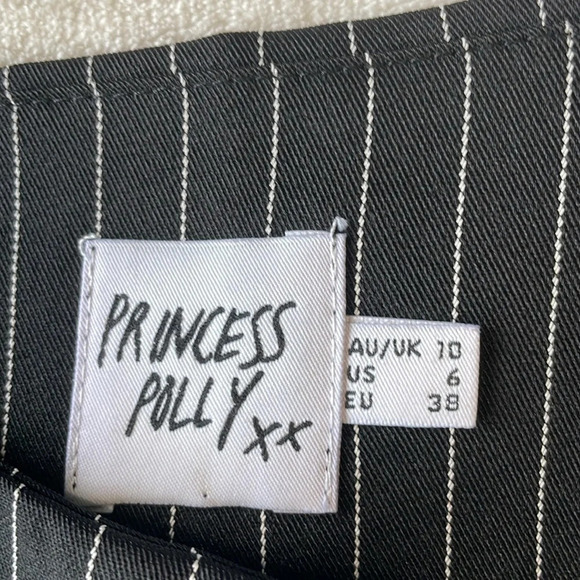 PRINCESS
POLLY xx
AU/UK 10
US 6
EU 38